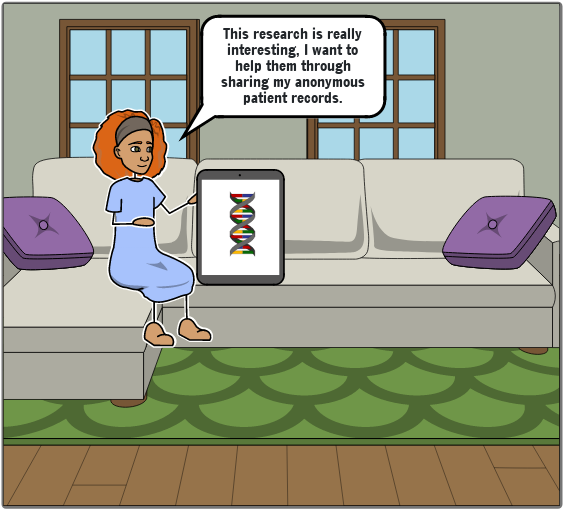 This research is really
interesting, I want to
help them through
sharing my anonymous
patient records.